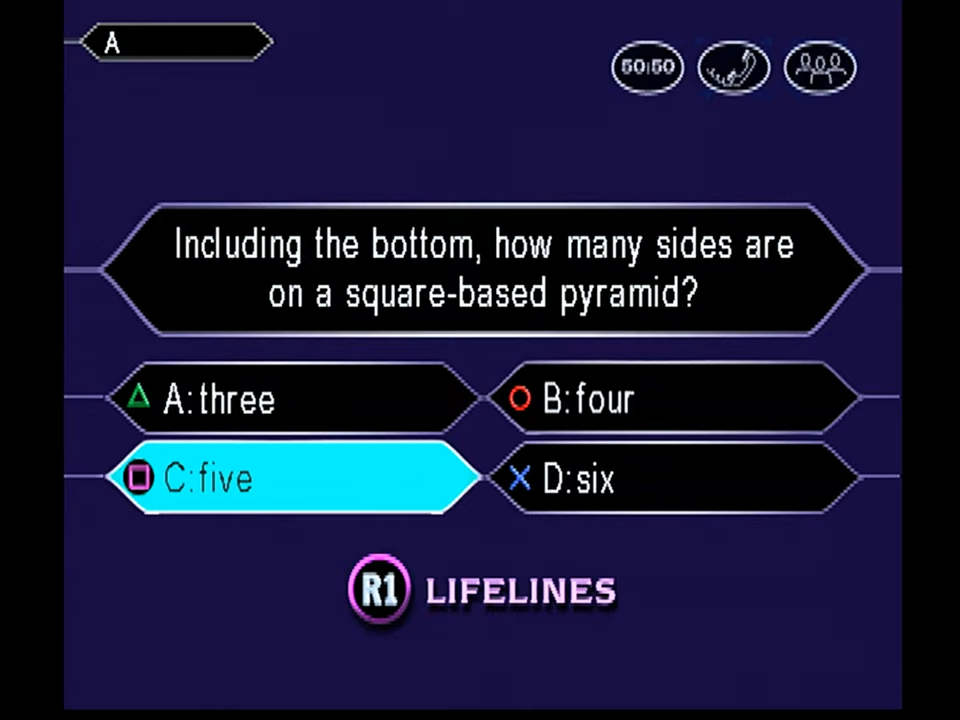 A
50:50
Including the bottom, how many sides are
on a square-based pyramid?
A: three
B: four
C: five
D: six
R1 LIFELINES